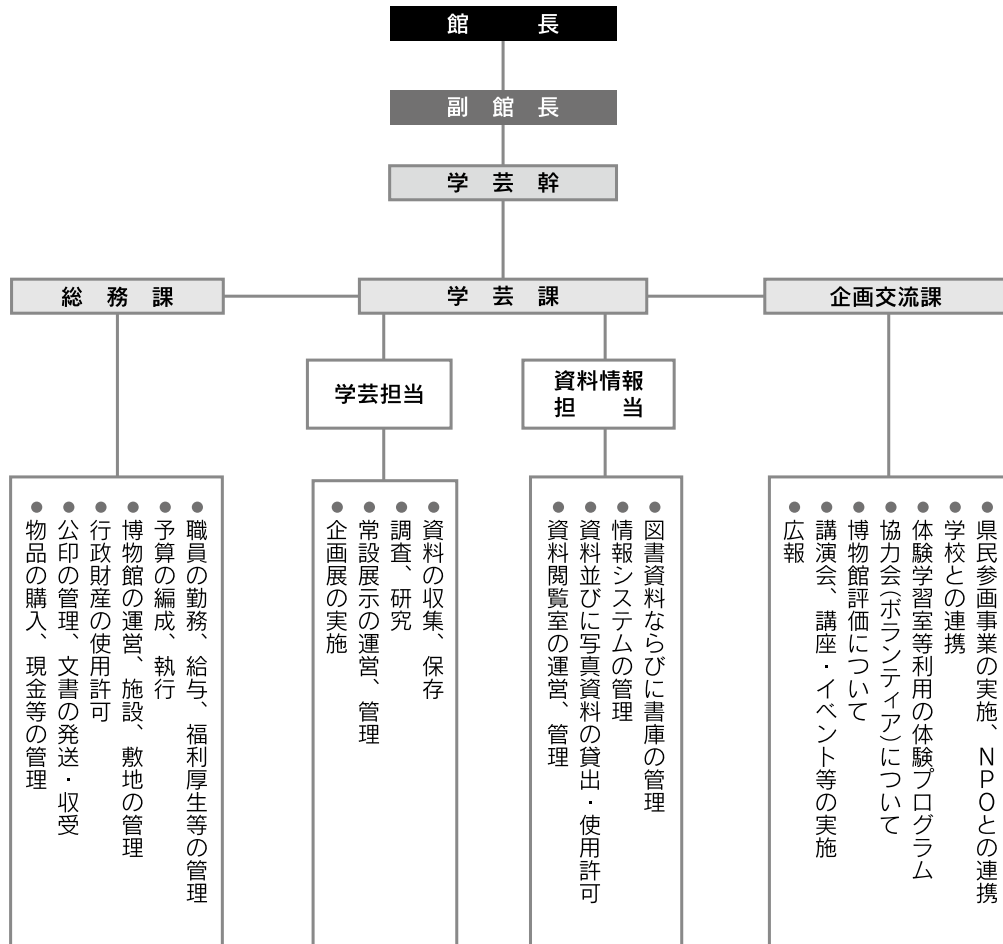 館長
副館長
学芸幹
総務課
学芸課
企画交流課
学芸担当
資料情報
担当
● 職員の勤務、給与、福利厚生等の管理
● 予算の編成、執行
● 博物館の運営、施設、敷地の管理
● 行政財産の使用許可
● 公印の管理、文書の発送・収受
● 物品の購入、現金等の管理
● 資料の収集、保存
● 調査、研究
● 常設展示の運営、管理
● 企画展の実施
● 図書資料ならびに書庫の管理
● 情報システムの管理
● 資料並びに写真資料の貸出・使用許可
● 資料閲覧室の運営、管理
● 県民参画事業の実施、NPOとの連携
● 学校との連携
● 体験学習室等利用の体験プログラム
● 協力会(ボランティア)について
● 博物館評価について
● 講演会、講座・イベント等の実施
● 広報